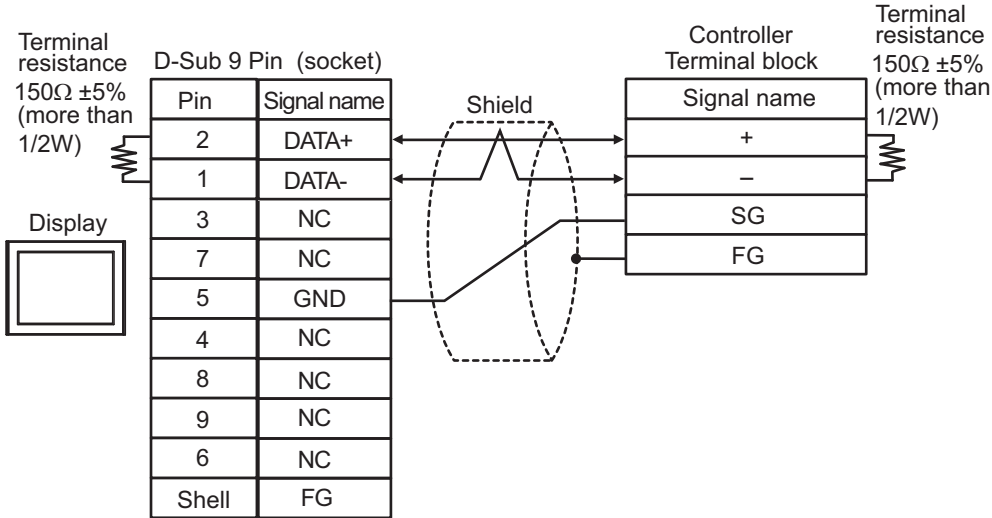 Terminal
resistance
150Ω ±5%
(more than
1/2W)
D-Sub 9 Pin (socket)
Pin Signal name
2 DATA+
1 DATA-
3 NC
7 NC
5 GND
4 NC
8 NC
9 NC
6 NC
Shell FG
Display
Shield
Controller
Terminal block
Signal name
+
–
SG
FG
Terminal
resistance
150Ω ±5%
(more than
1/2W)